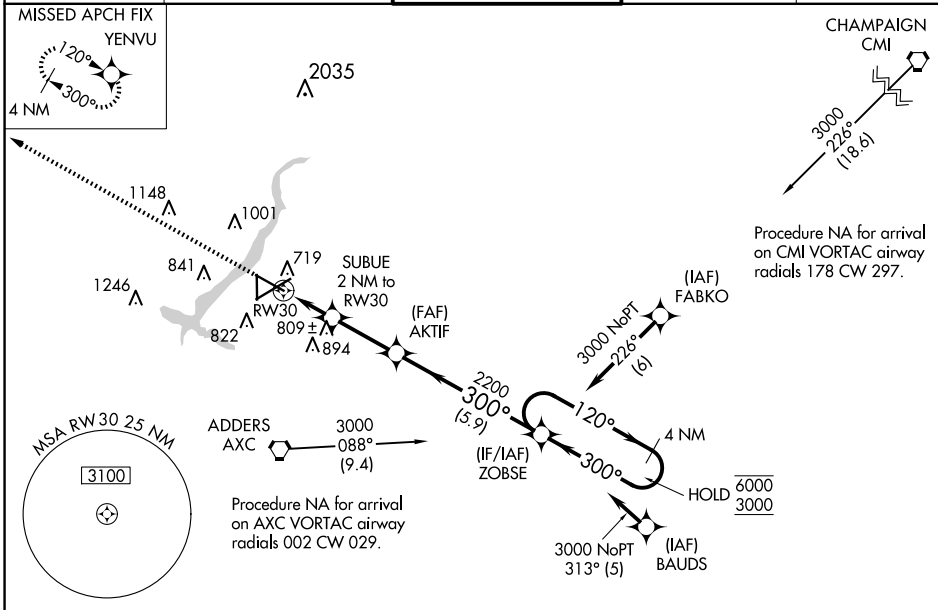 MISSED APCH FIX
YENVU
120°
300°
4 NM
2035
CHAMPAIGN
CMI
3000
226°
(18.6)
Procedure NA for arrival
on CMI VORTAC airway
radials 178 CW 297.
1148
1001
841
719
1246
RW30
822
809 ±
894
SUBUE
2 NM to
RW30
(FAF)
AKTIF
(IAF)
FABKO
3000 NoPT
226°
(6)
2200
300°
(5.9)
120°
4 NM
300°
(IF/IAF)
ZOBSE
HOLD
6000
3000
3000 NoPT
313° (5)
(IAF)
BAUDS
MSA RW30 25 NM
3100
ADDERS
AXC
3000
088°
(9.4)
Procedure NA for arrival
on AXC VORTAC airway
radials 002 CW 029.